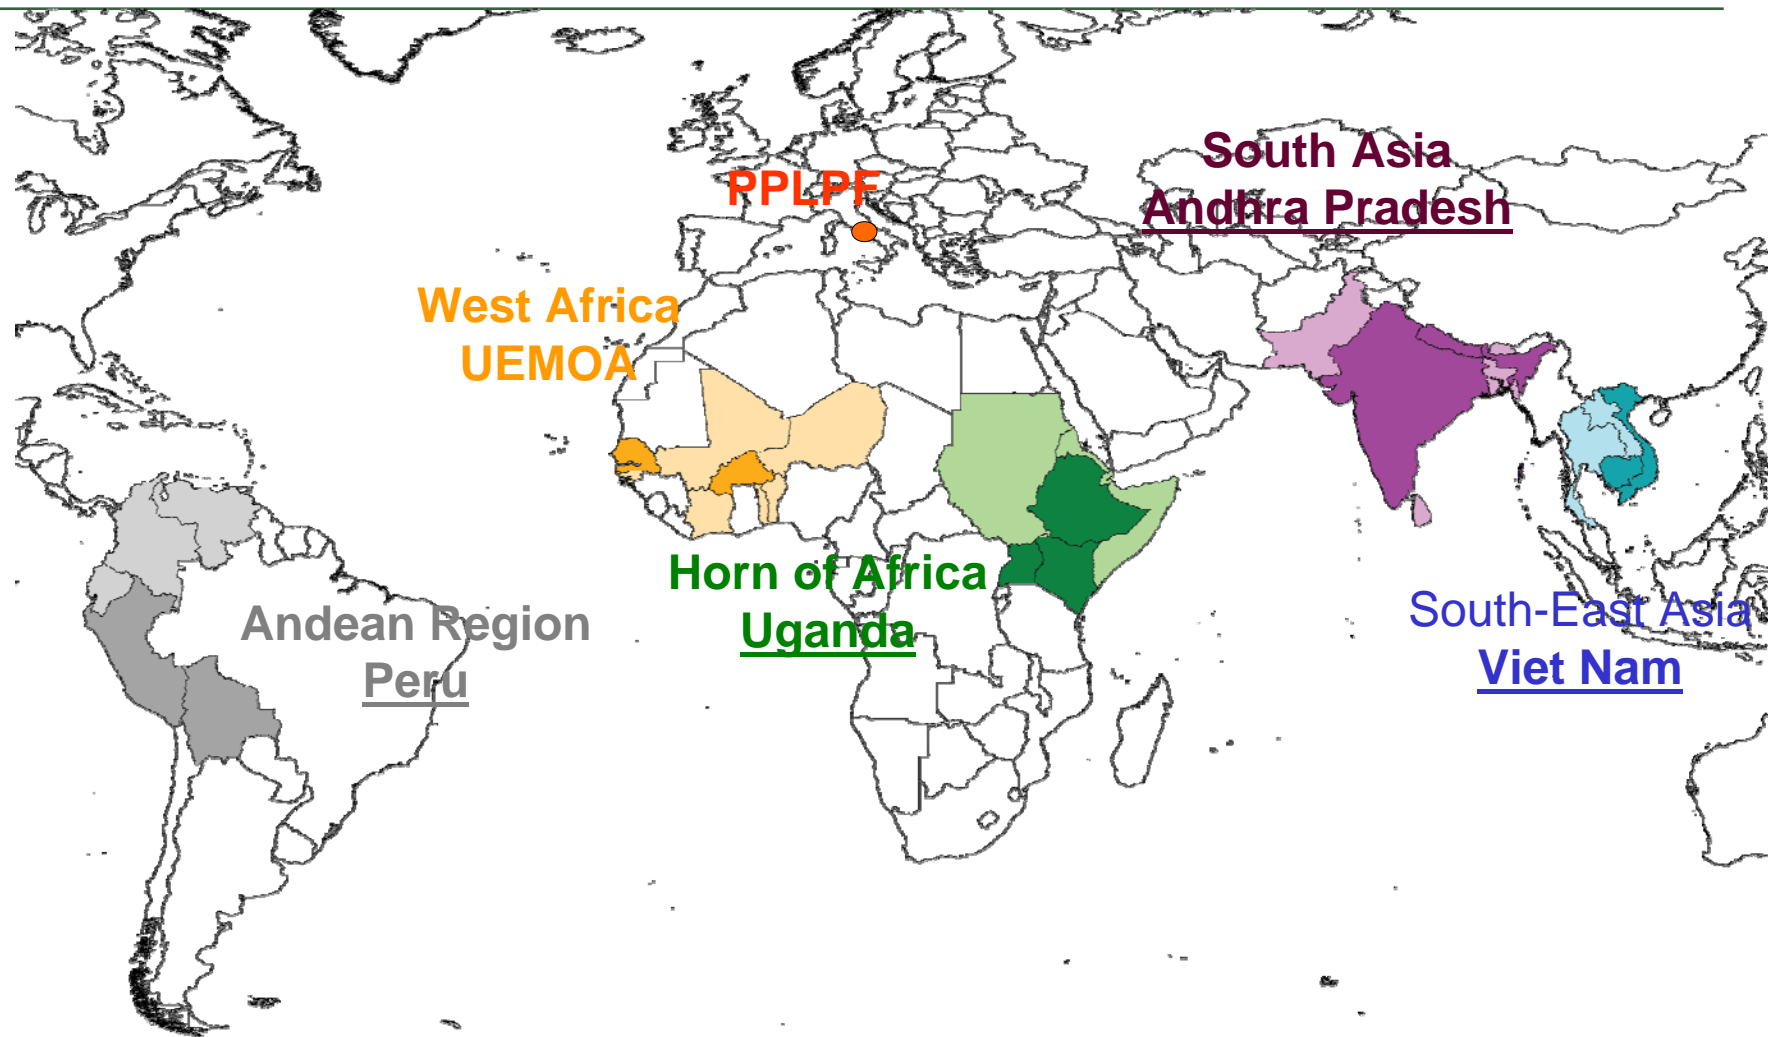 South Asia
Andhra Pradesh
PPLPF
West Africa
UEMOA
Horn of Africa
Uganda
Andean Region
Peru
South-East Asia
Viet Nam